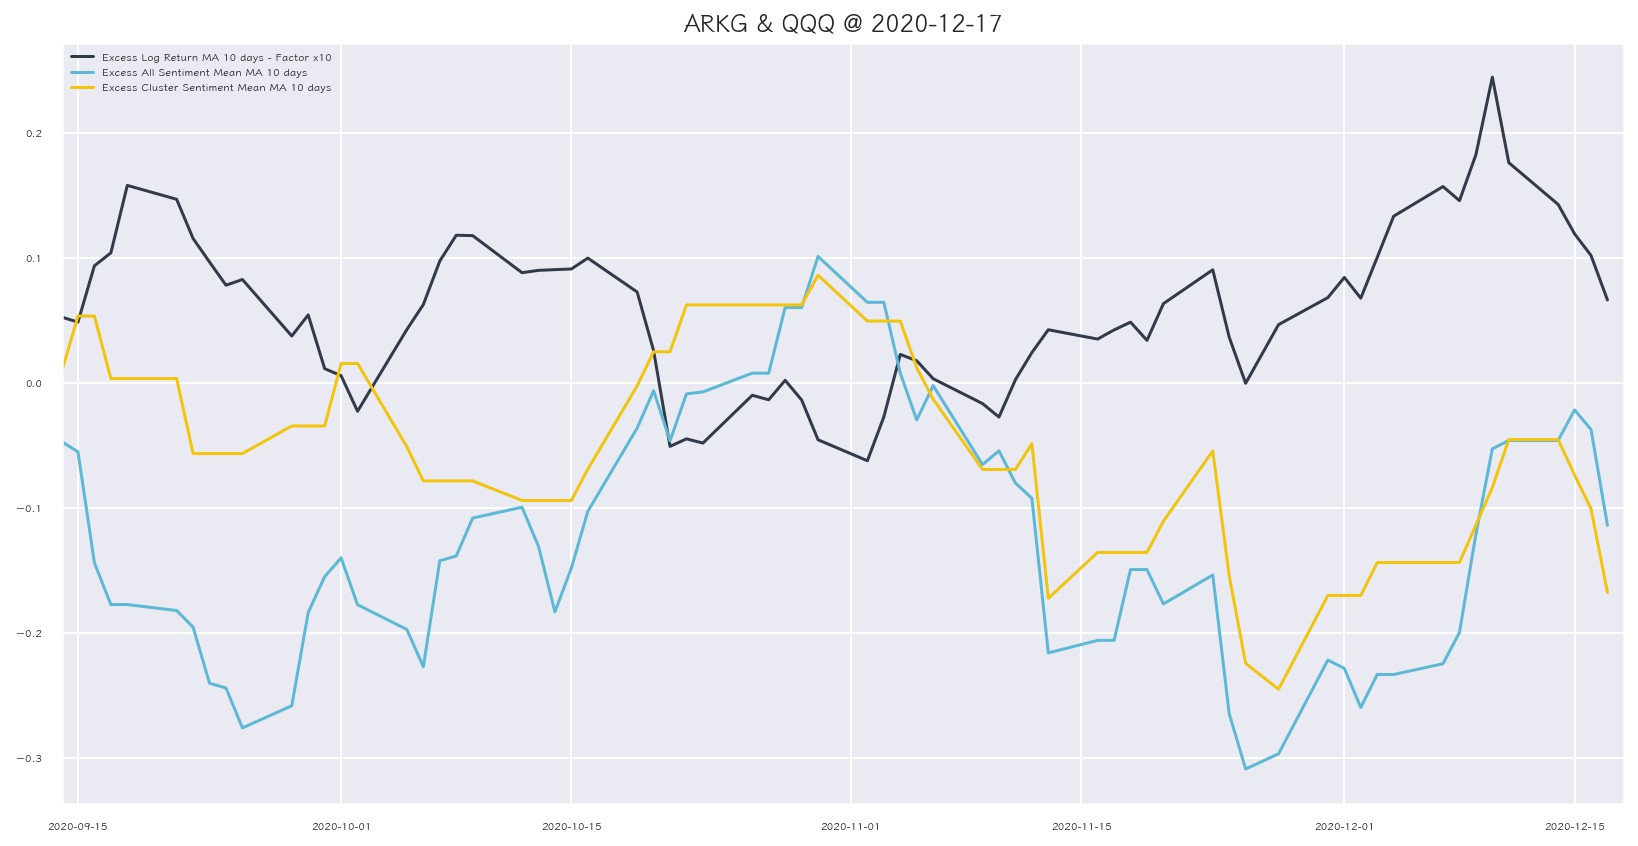 ARKG & QQQ @ 2020-12-17
Excess Log Return MA 10 days - Factor x10
Excess All Sentiment Mean MA 10 days
Excess Cluster Sentiment Mean MA 10 days
0.2
0.1
0.0
−0.1
−0.2
−0.3
2020-09-15 2020-10-01 2020-10-15 2020-11-01 2020-11-15 2020-12-01 2020-12-15